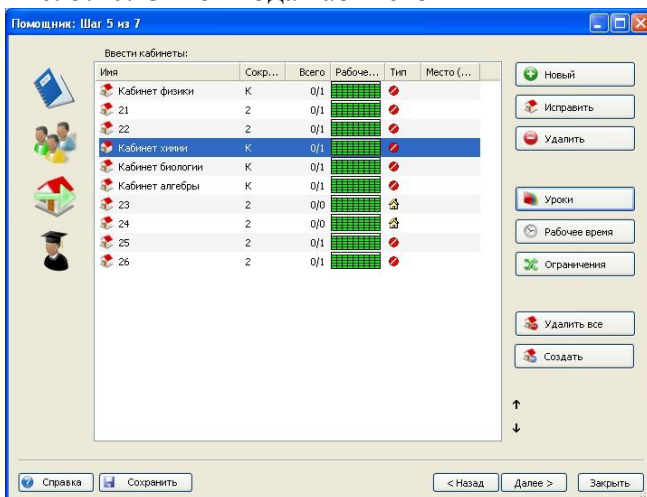 Помощник: Шаг 5 из 7
Ввести кабинеты:
Имя Сокр... Всего Рабоче... Тип Место (...
Кабинет физики К 0/1
21 2 0/1
22 2 0/1
Кабинет химии К 0/1
Кабинет биологии К 0/1
Кабинет алгебры К 0/1
23 2 0/0
24 2 0/0
25 2 0/1
26 2 0/1
Новый
Исправить
Удалить
Уроки
Рабочее время
Ограничения
Удалить все
Создать
Справка Сохранить < Назад Далее > Закрыть